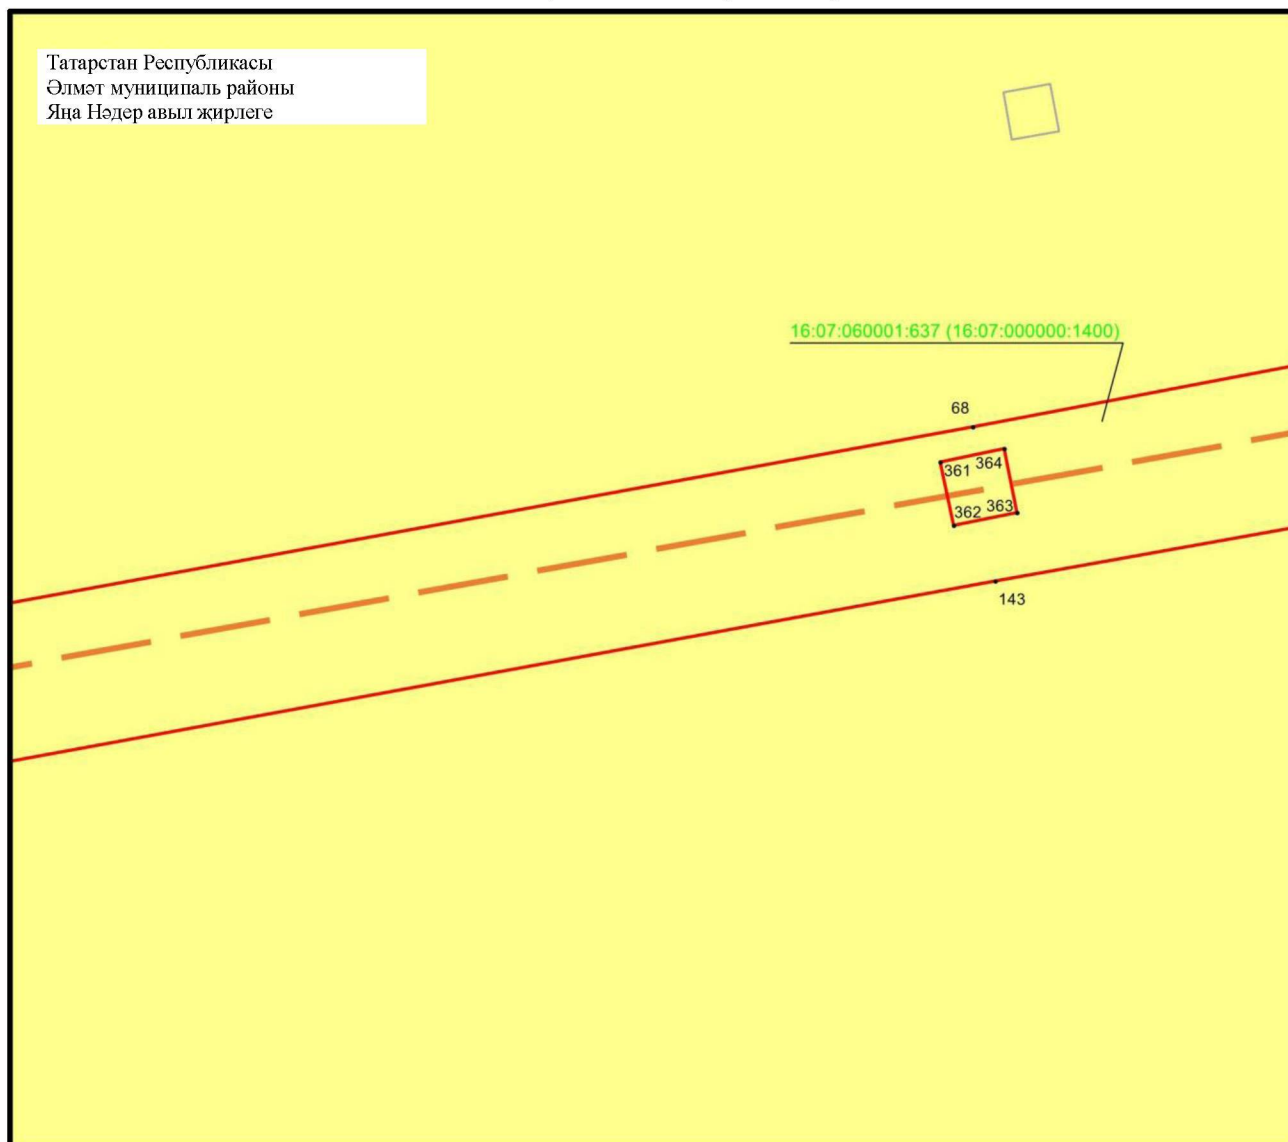 Татарстан Республикасы
Әлмәт муниципаль районы
Яңа Нәдер авыл җирлеге
16:07:060001:637 (16:07:000000:1400)
68
361 364
362 363
143